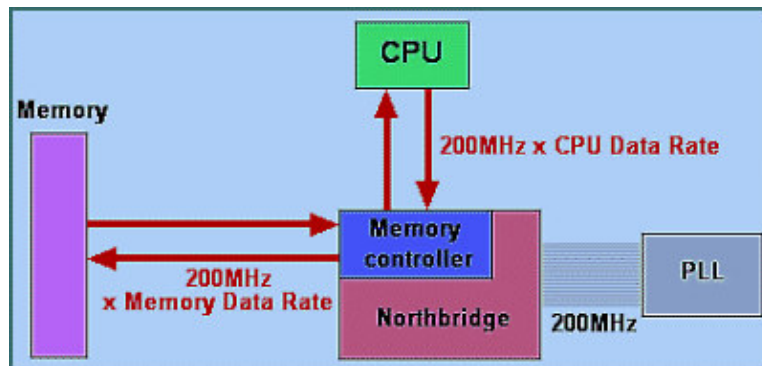 CPU
Memory
200MHz x CPU Data Rate
Memory
controller
200MHz
x Memory Data Rate
Northbridge
PLL
200MHz